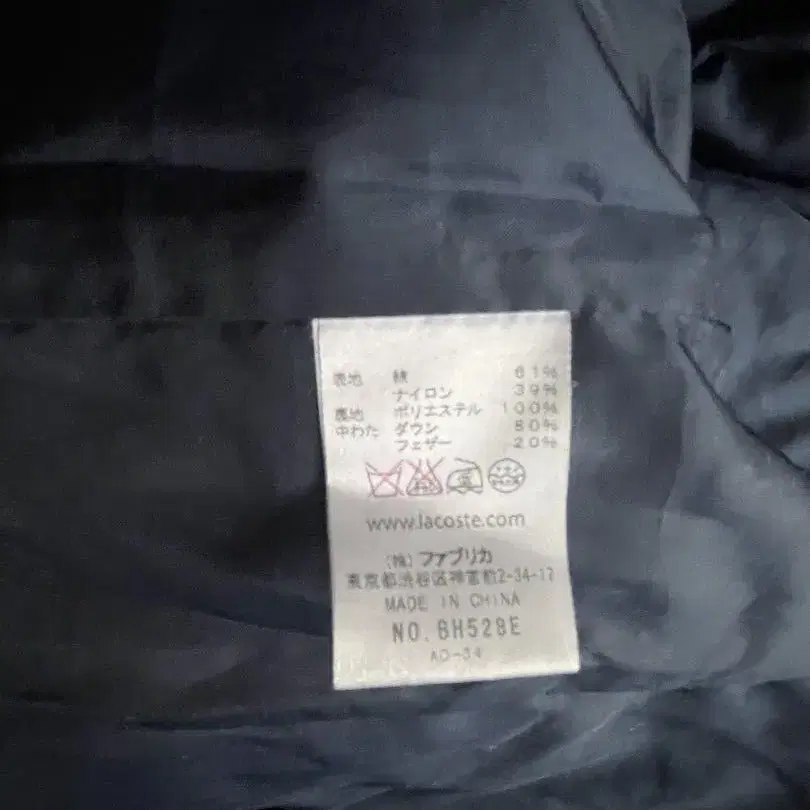 表地 綿 61%
ナイロン 39%
裏地 ポリエステル 100%
中わた ダウン 80%
フェザー 20%
www.lacoste.com
(株) ファブリカ
東京都渋谷区神宮前2-34-17
MADE IN CHINA
NO. BH528E
AD-34